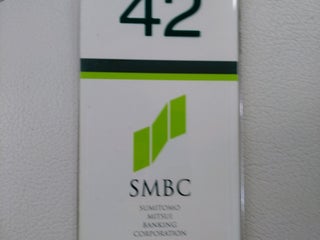 42
SMBC
SUMITOMO
MITSUI
BANKING
CORPORATION